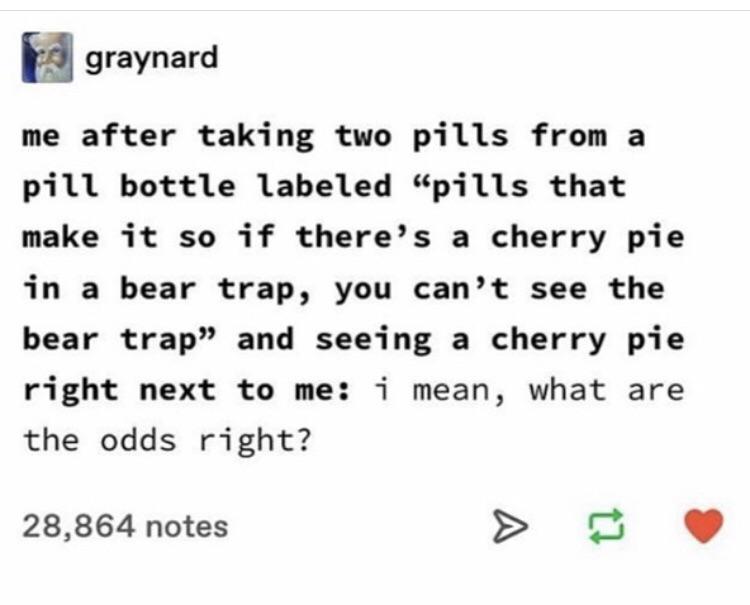 graynard
me after taking two pills from a
pill bottle labeled “pills that
make it so if there’s a cherry pie
in a bear trap, you can’t see the
bear trap” and seeing a cherry pie
right next to me: i mean, what are
the odds right?
28,864 notes